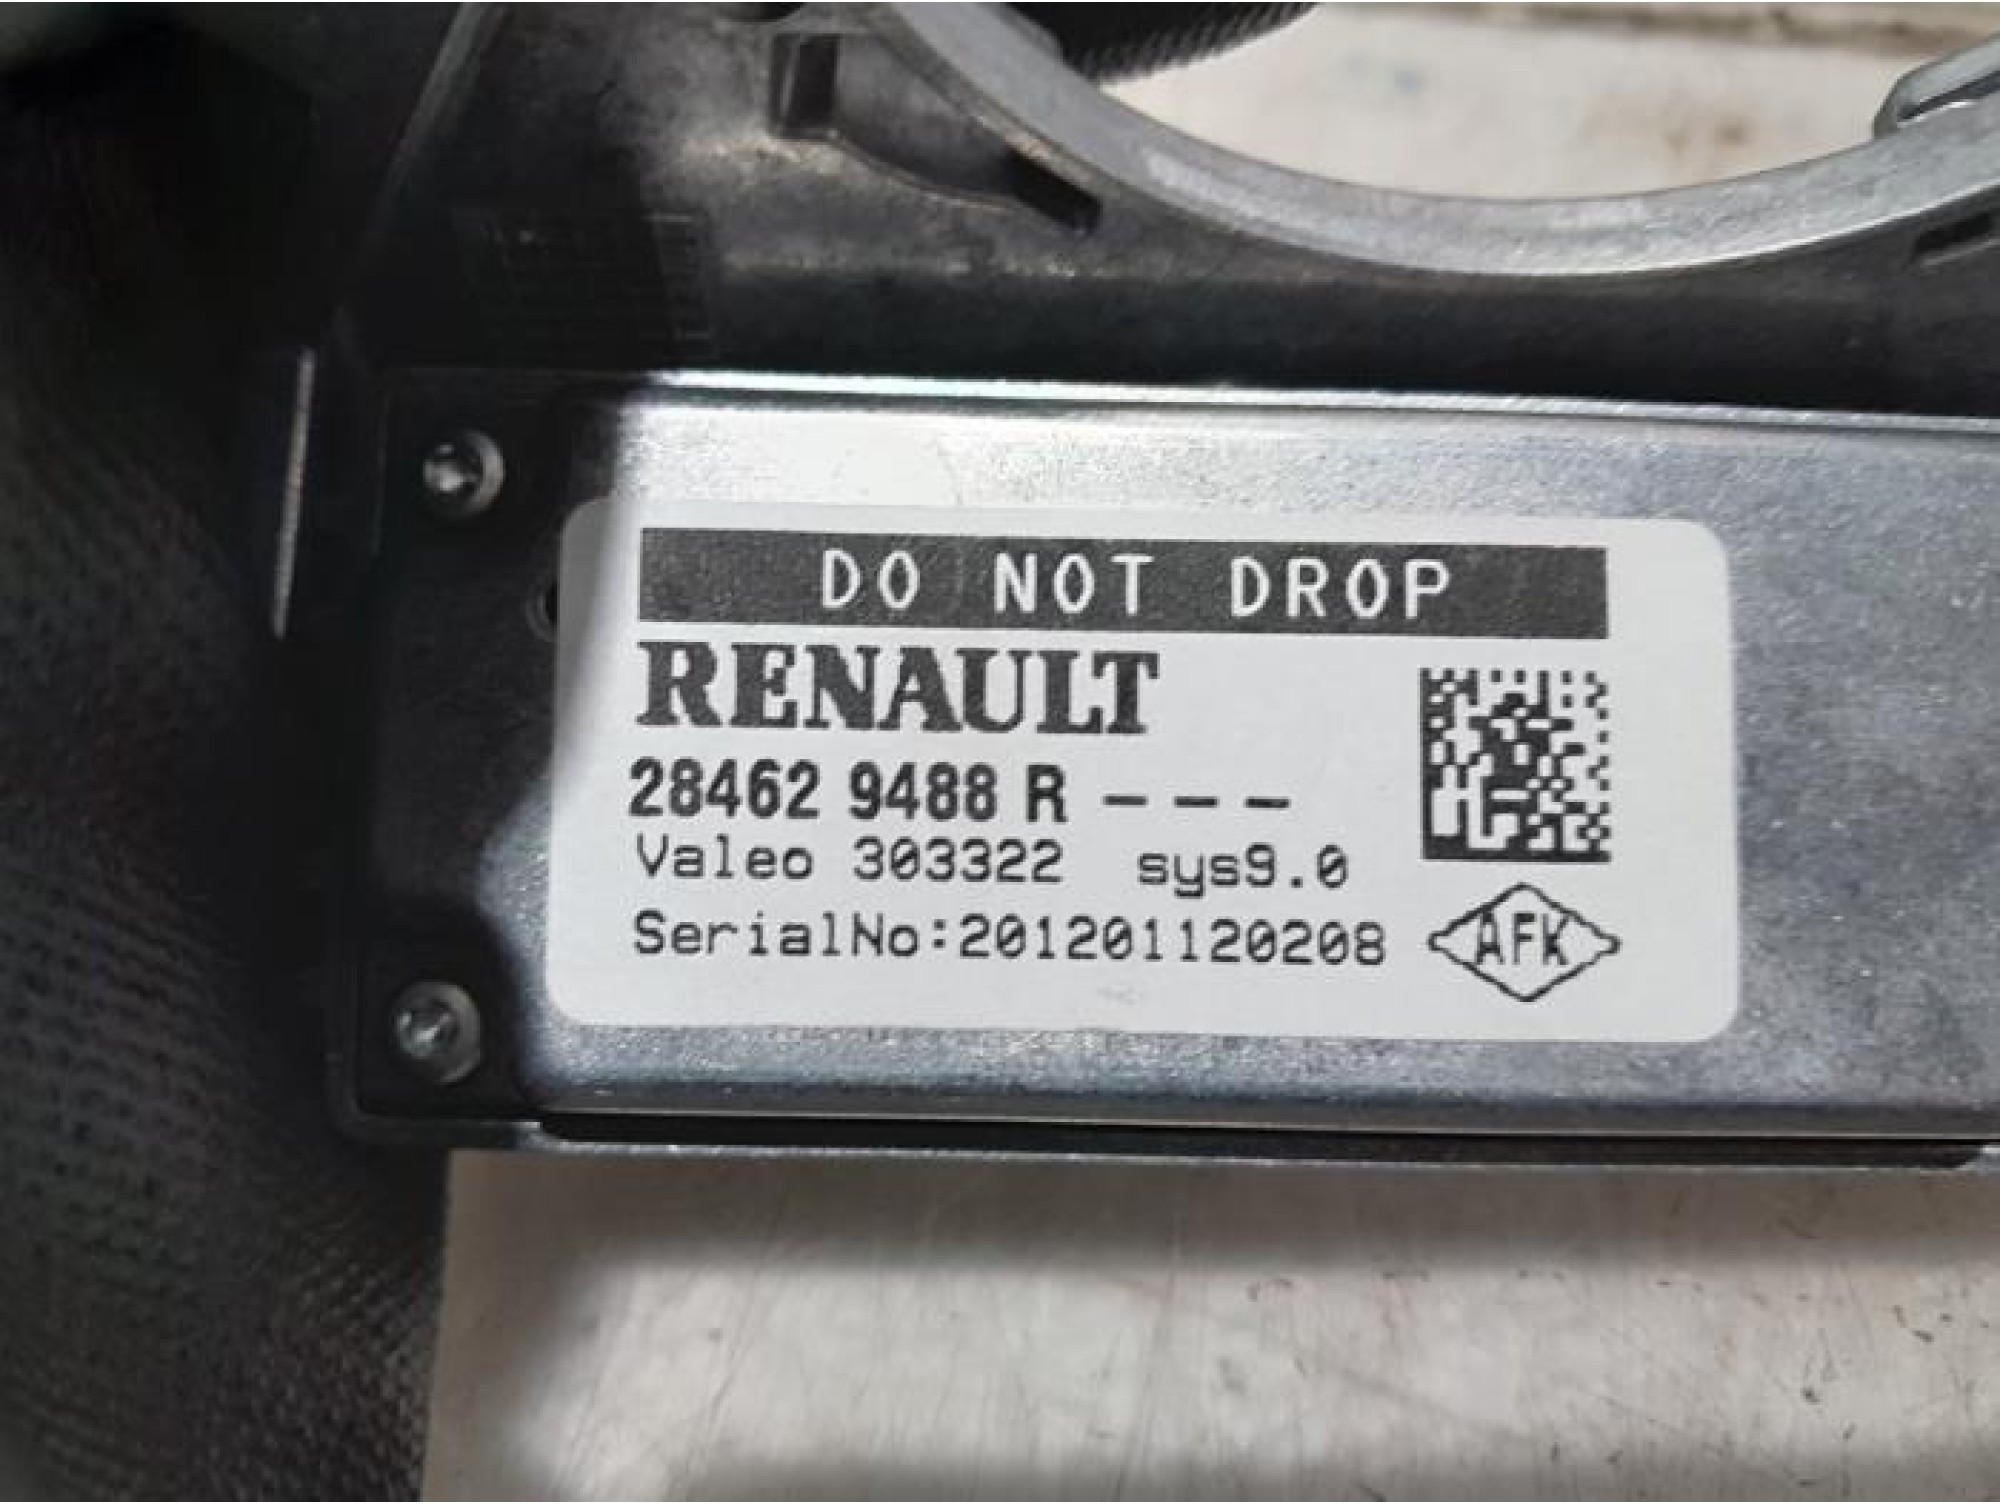 DO NOT DROP
RENAULT
28462 9488 R - - -
Valeo 303322 sys9.0
SerialNo:201201120208
AFK